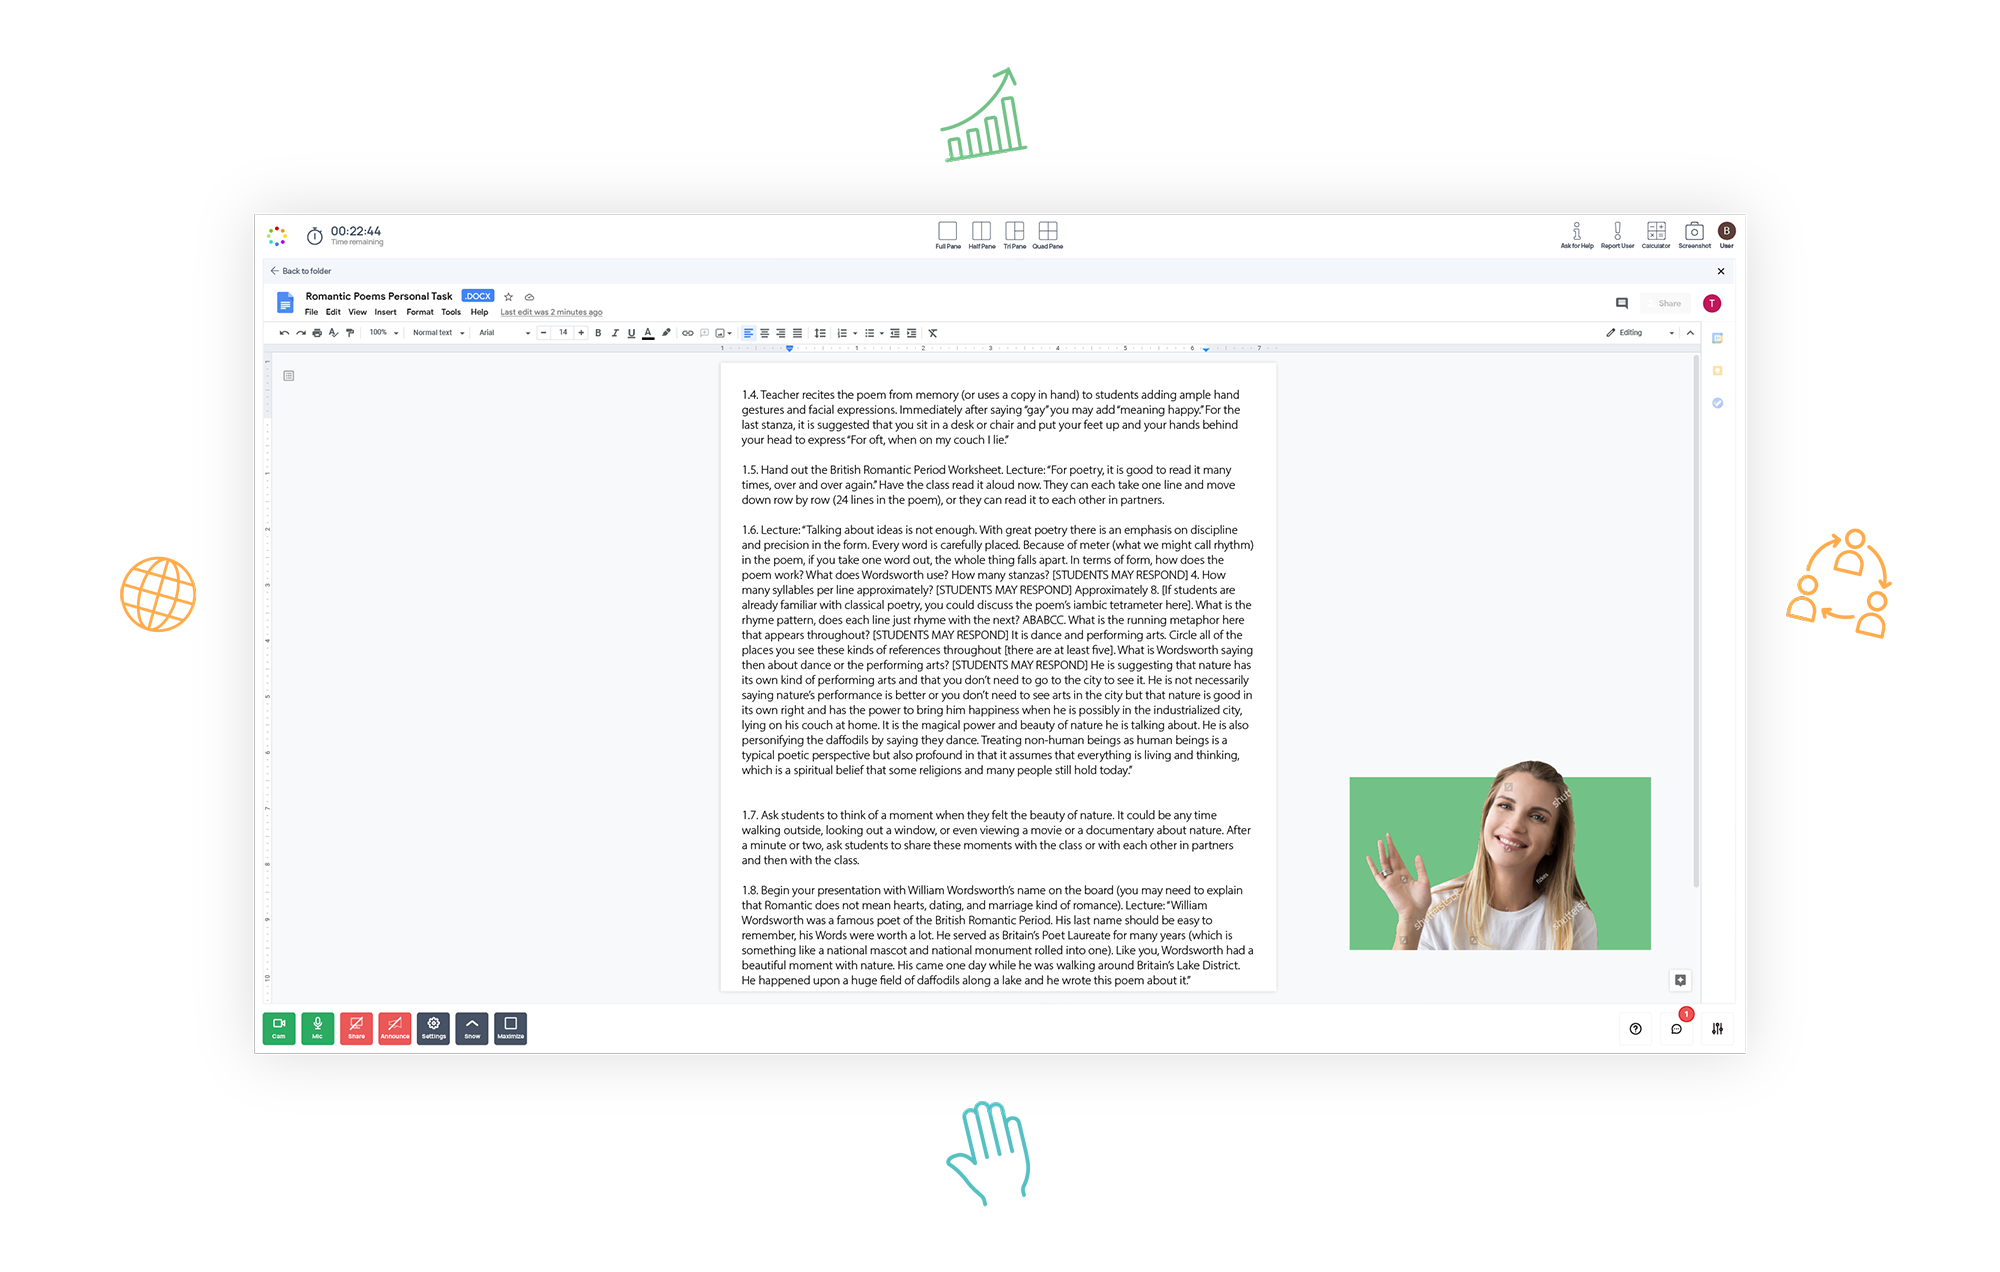 00:22:44
Time remaining
Full Pane Half Pane Tri Pane Quad Pane
Ask for Help Report User Calculator Screenshot User
B
Back to folder
Romantic Poems Personal Task .DOCX
File Edit View Insert Format Tools Help Last edit was 2 minutes ago
Share T
100% Normal text Arial 14 B I U A Editing
1 1 2 3 4 5 6 7
1.4. Teacher recites the poem from memory (or uses a copy in hand) to students adding ample hand
gestures and facial expressions. Immediately after saying “gay” you may add “meaning happy.” For the
last stanza, it is suggested that you sit in a desk or chair and put your feet up and your hands behind
your head to express “For oft, when on my couch I lie.”
1.5. Hand out the British Romantic Period Worksheet. Lecture: “For poetry, it is good to read it many
times, over and over again.” Have the class read it aloud now. They can each take one line and move
down row by row (24 lines in the poem), or they can read it to each other in partners.
1.6. Lecture: “Talking about ideas is not enough. With great poetry there is an emphasis on discipline
and precision in the form. Every word is carefully placed. Because of meter (what we might call rhythm)
in the poem, if you take one word out, the whole thing falls apart. In terms of form, how does the
poem work? What does Wordsworth use? How many stanzas? [STUDENTS MAY RESPOND] 4. How
many syllables per line approximately? [STUDENTS MAY RESPOND] Approximately 8. [If students are
already familiar with classical poetry, you could discuss the poem’s iambic tetrameter here]. What is the
rhyme pattern, does each line just rhyme with the next? ABABCC. What is the running metaphor here
that appears throughout? [STUDENTS MAY RESPOND] It is dance and performing arts. Circle all of the
places you see these kinds of references throughout [there are at least five]. What is Wordsworth saying
then about dance or the performing arts? [STUDENTS MAY RESPOND] He is suggesting that nature has
its own kind of performing arts and that you don’t need to go to the city to see it. He is not necessarily
saying nature’s performance is better or you don’t need to see arts in the city but that nature is good in
its own right and has the power to bring him happiness when he is possibly in the industrialized city,
lying on his couch at home. It is the magical power and beauty of nature he is talking about. He is also
personifying the daffodils by saying they dance. Treating non-human beings as human beings is a
typical poetic perspective but also profound in that it assumes that everything is living and thinking,
which is a spiritual belief that some religions and many people still hold today.”
1.7. Ask students to think of a moment when they felt the beauty of nature. It could be any time
walking outside, looking out a window, or even viewing a movie or a documentary about nature. After
a minute or two, ask students to share these moments with the class or with each other in partners
and then with the class.
1.8. Begin your presentation with William Wordsworth’s name on the board (you may need to explain
that Romantic does not mean hearts, dating, and marriage kind of romance). Lecture: “William
Wordsworth was a famous poet of the British Romantic Period. His last name should be easy to
remember, his Words were worth a lot. He served as Britain’s Poet Laureate for many years (which is
something like a national mascot and national monument rolled into one). Like you, Wordsworth had a
beautiful moment with nature. His came one day while he was walking around Britain’s Lake District.
He happened upon a huge field of daffodils along a lake and he wrote this poem about it.”
Cam Mic Share Announce Settings Snow Maximize
1